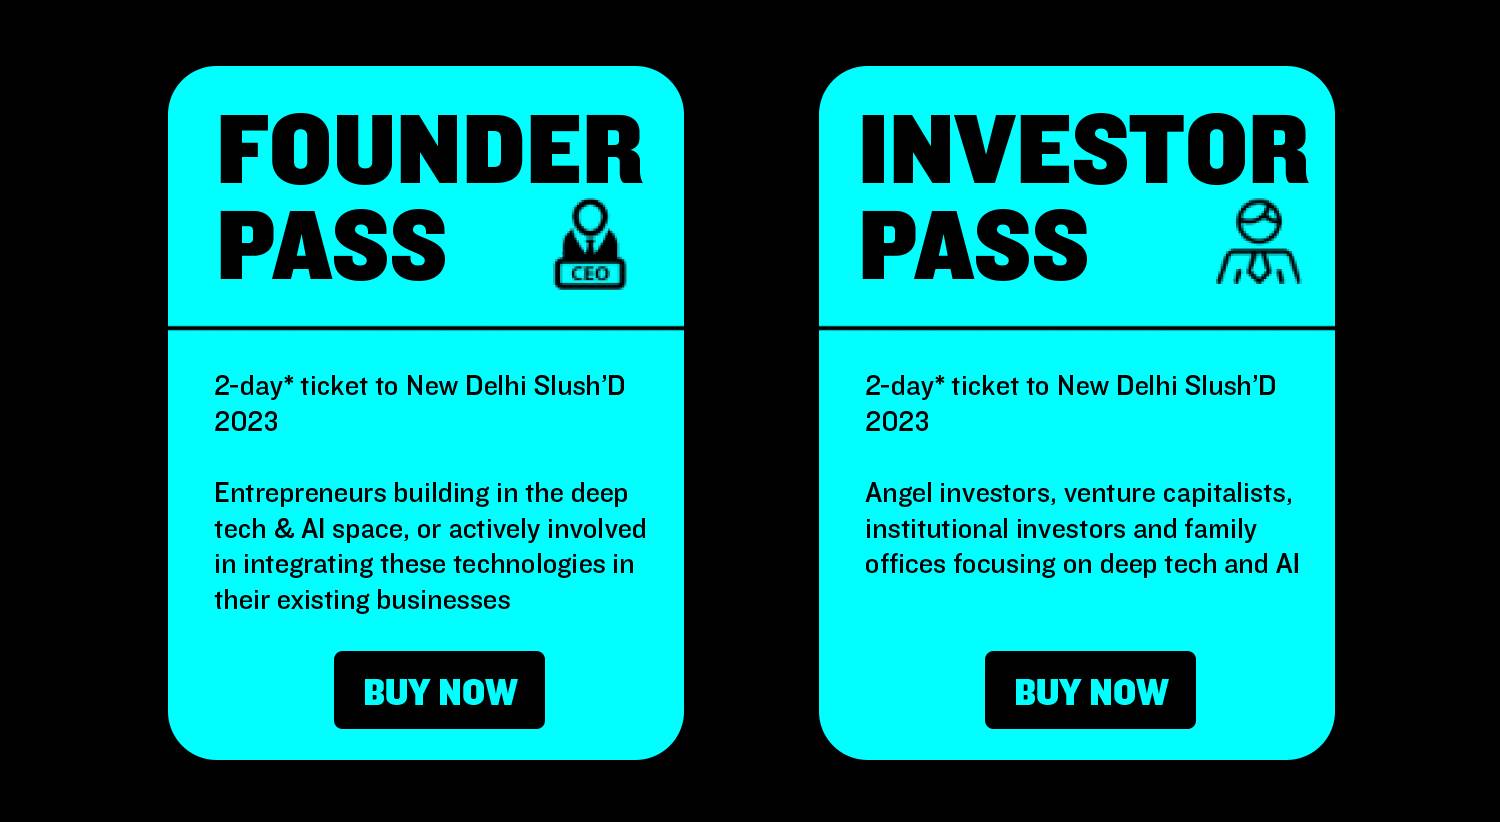 FOUNDER
PASS
CEO
2-day* ticket to New Delhi Slush’D
2023
Entrepreneurs building in the deep
tech & AI space, or actively involved
in integrating these technologies in
their existing businesses
BUY NOW
INVESTOR
PASS
2-day* ticket to New Delhi Slush’D
2023
Angel investors, venture capitalists,
institutional investors and family
offices focusing on deep tech and AI
BUY NOW